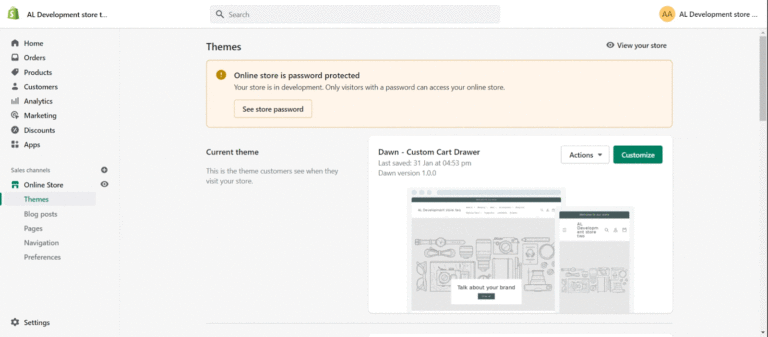 AL Development store t...
Search
AA
AL Development store ...
Home
Orders
Products
Customers
Analytics
Marketing
Discounts
Apps
Sales channels
Online Store
Themes
Blog posts
Pages
Navigation
Preferences
Settings
Themes
View your store
Online store is password protected
Your store is in development. Only visitors with a password can access your online store.
See store password
Current theme
This is the theme customers see when they
visit your store.
Dawn - Custom Cart Drawer
Last saved: 31 Jan at 04:53 pm
Dawn version 1.0.0
Actions
Customize
AL Development store two
Talk about your brand
AL
Developm
ent store
two